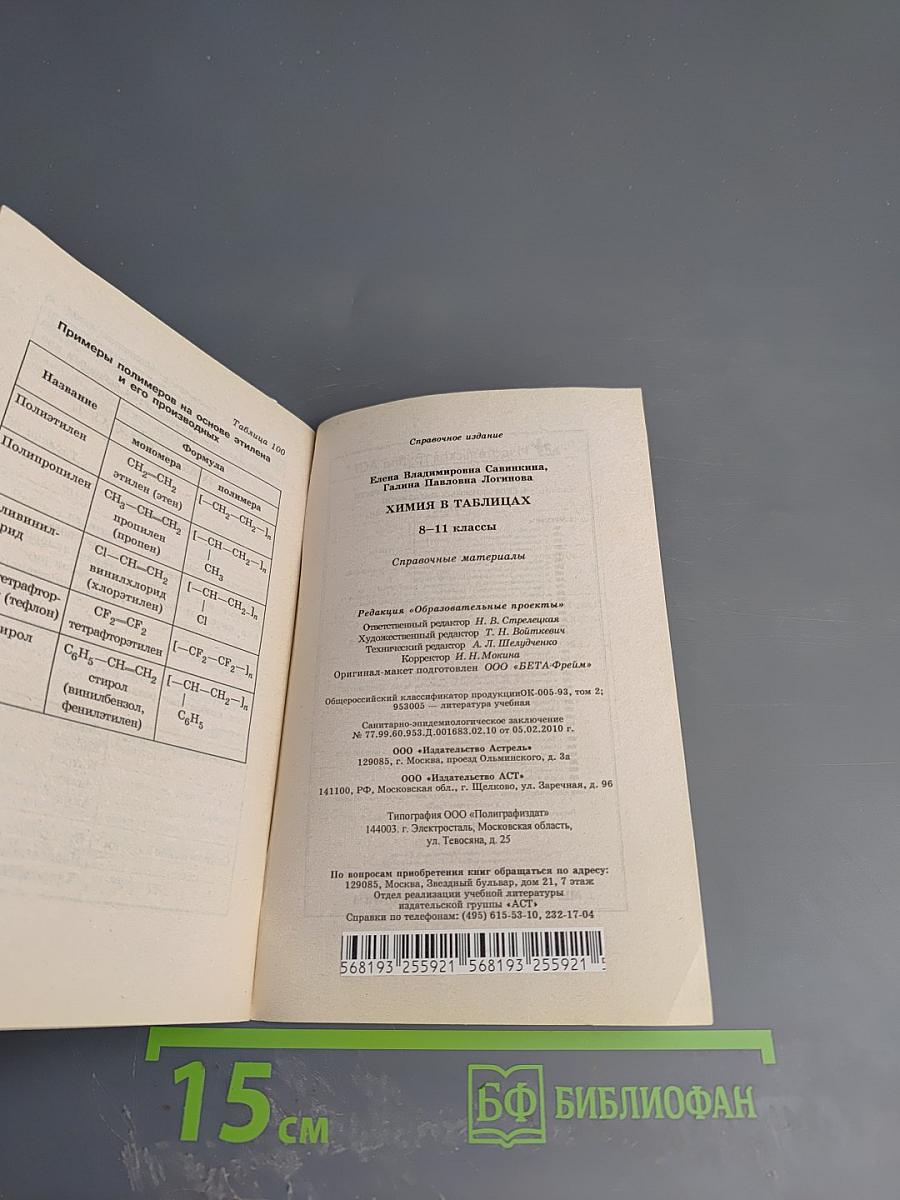 Таблица 100
Примеры полимеров на основе этилена
и его производных
Название
Формула
мономера
полимера
Полиэтилен
CH₂—CH₂
этилен (этен)
[—CH₂—CH₂—]ₙ
Полипропилен
CH₃—CH=CH₂
пропилен
(пропен)
[—CH—CH₂—]ₙ
|
CH₃
ливинил-
рид
Cl—CH=CH₂
винилхлорид
(хлорэтилен)
[—CH—CH₂—]ₙ
|
Cl
тетрафтор-
(тефлон)
CF₂=CF₂
тетрафторэтилен
[—CF₂—CF₂—]ₙ
ирол
C₆H₅—CH=CH₂
стирол
(винилбензол,
фенилэтилен)
[—CH—CH₂—]ₙ
|
C₆H₅
Справочное издание
Елена Владимировна Савинкина,
Галина Павловна Логинова
ХИМИЯ В ТАБЛИЦАХ
8—11 классы
Справочные материалы
Редакция «Образовательные проекты»
Ответственный редактор Н. В. Стрелецкая
Художественный редактор Т. Н. Войткевич
Технический редактор А. Л. Шелудченко
Корректор И. Н. Мокина
Оригинал-макет подготовлен ООО «БЕТА-Фрейм»
Общероссийский классификатор продукцииОК-005-93, том 2;
953005 — литература учебная
Санитарно-эпидемиологическое заключение
№ 77.99.60.953.Д.001683.02.10 от 05.02.2010 г.
ООО «Издательство Астрель»
129085, г. Москва, проезд Ольминского, д. 3а
ООО «Издательство АСТ»
141100, РФ, Московская обл., г. Щелково, ул. Заречная, д. 96
Типография ООО «Полиграфиздат»
144003. г. Электросталь, Московская область,
ул. Тевосяна, д. 25
По вопросам приобретения книг обращаться по адресу:
129085, Москва, Звездный бульвар, дом 21, 7 этаж
Отдел реализации учебной литературы
издательской группы «АСТ»
Справки по телефонам: (495) 615-53-10, 232-17-04
568193 255921 568193 255921
15 см
БФ БИБЛИОФАН